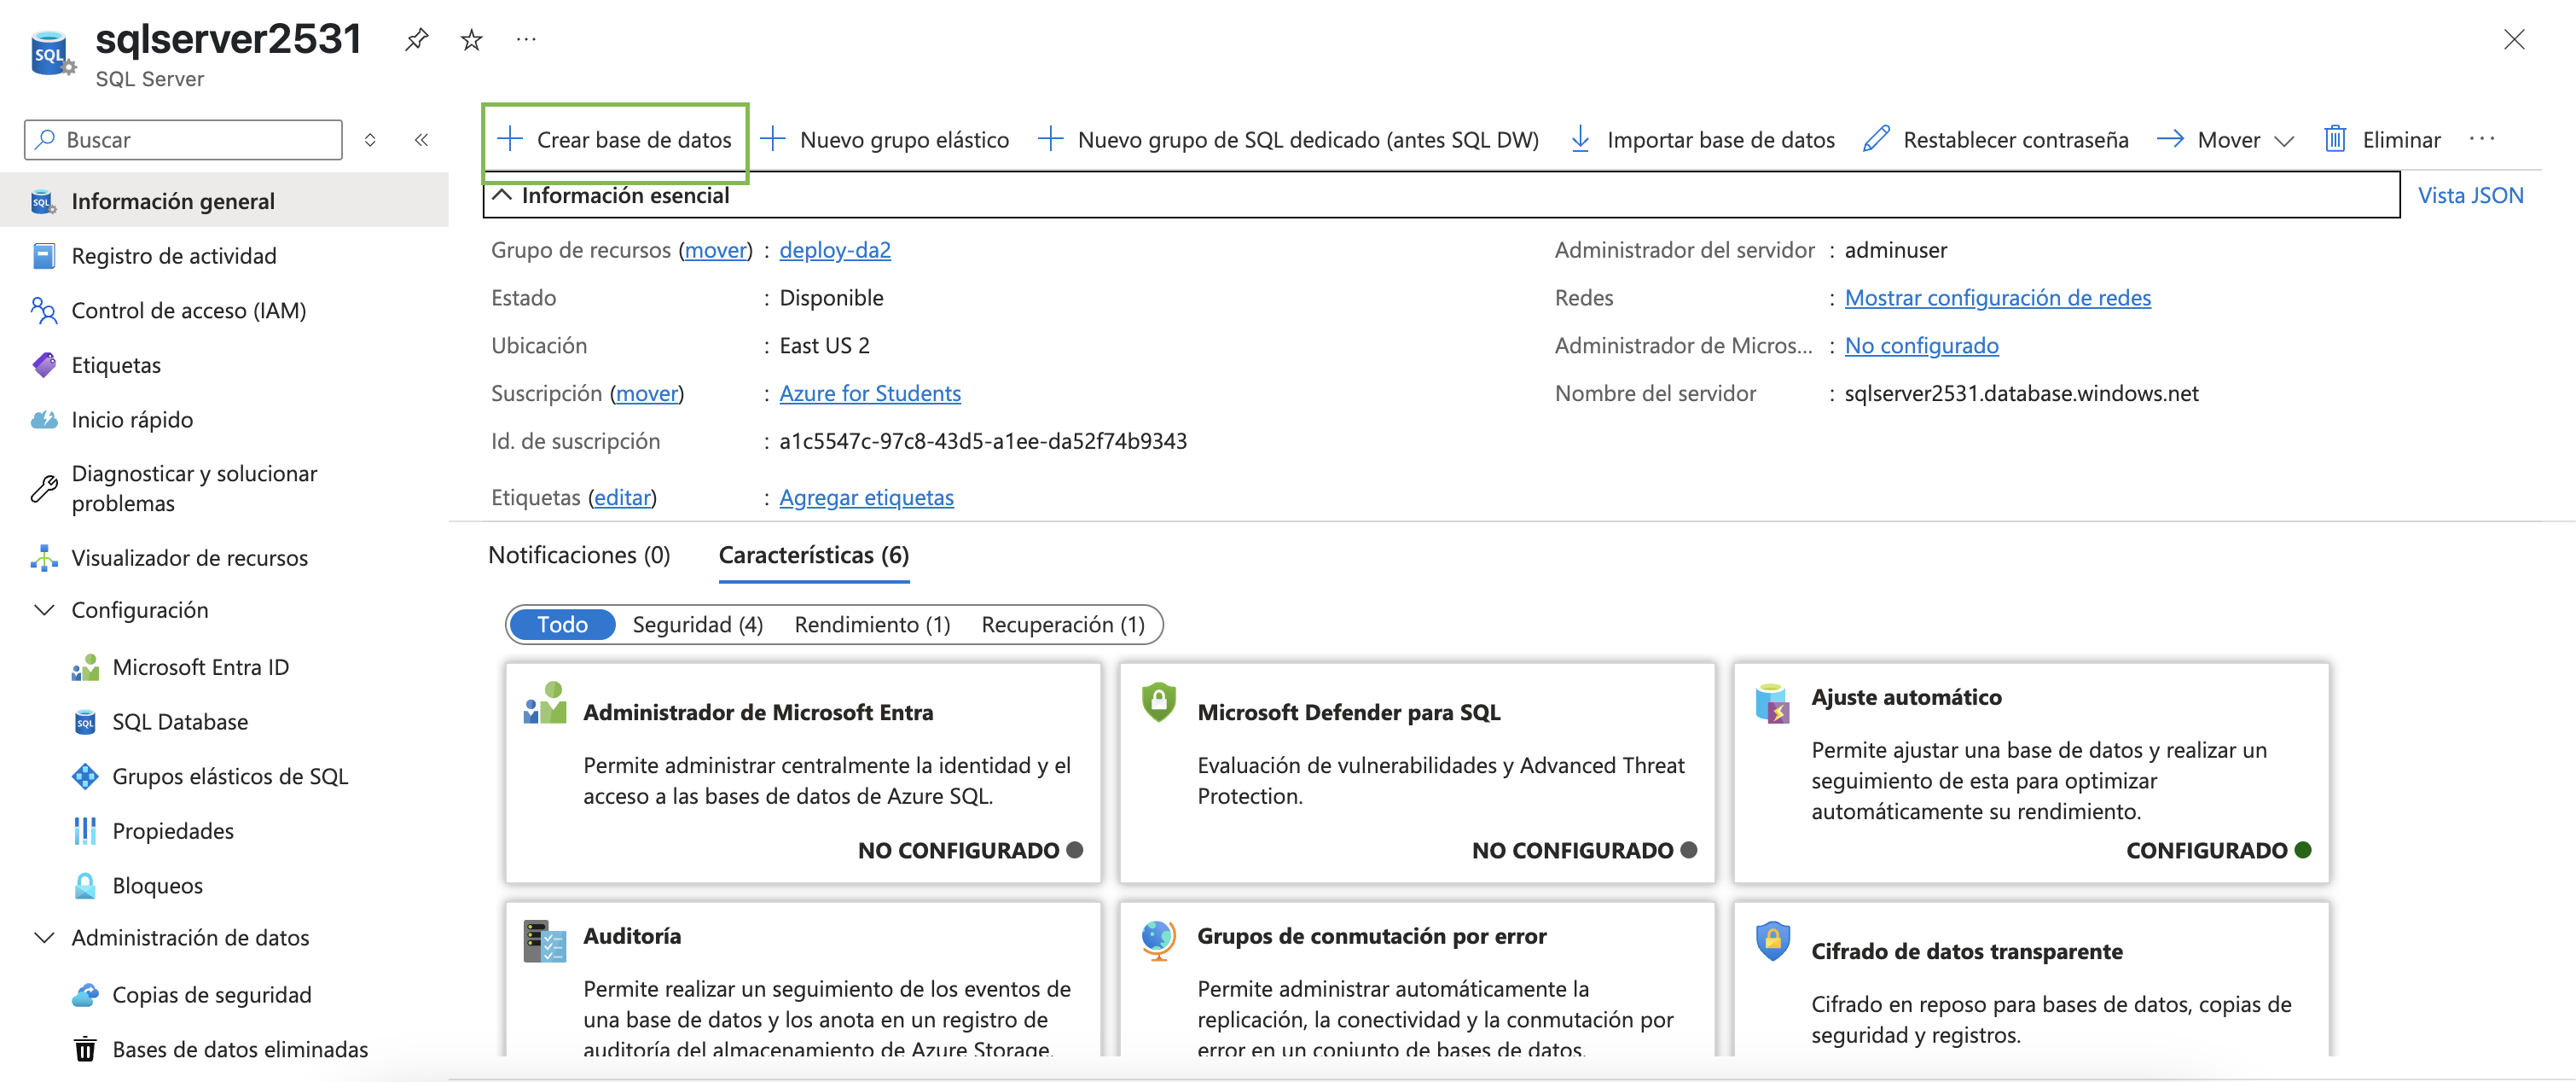 sqlserver2531
SQL
SQL Server
Buscar
Crear base de datos
Nuevo grupo elástico
Nuevo grupo de SQL dedicado (antes SQL DW)
Importar base de datos
Restablecer contraseña
Mover
Eliminar
Información general
Registro de actividad
Control de acceso (IAM)
Etiquetas
Inicio rápido
Diagnosticar y solucionar
problemas
Visualizador de recursos
Configuración
Microsoft Entra ID
SQL Database
Grupos elásticos de SQL
Propiedades
Bloqueos
Administración de datos
Copias de seguridad
Bases de datos eliminadas
Información esencial
Vista JSON
Grupo de recursos (mover) : deploy-da2
Estado : Disponible
Ubicación : East US 2
Suscripción (mover) : Azure for Students
Id. de suscripción : a1c5547c-97c8-43d5-a1ee-da52f74b9343
Etiquetas (editar) : Agregar etiquetas
Administrador del servidor : adminuser
Redes : Mostrar configuración de redes
Administrador de Micros... : No configurado
Nombre del servidor : sqlserver2531.database.windows.net
Notificaciones (0)
Características (6)
Todo
Seguridad (4)
Rendimiento (1)
Recuperación (1)
Administrador de Microsoft Entra
Permite administrar centralmente la identidad y el
acceso a las bases de datos de Azure SQL.
NO CONFIGURADO
Microsoft Defender para SQL
Evaluación de vulnerabilidades y Advanced Threat
Protection.
NO CONFIGURADO
Ajuste automático
Permite ajustar una base de datos y realizar un
seguimiento de esta para optimizar
automáticamente su rendimiento.
CONFIGURADO
Auditoría
Permite realizar un seguimiento de los eventos de
una base de datos y los anota en un registro de
auditoría del almacenamiento de Azure Storage.
Grupos de conmutación por error
Permite administrar automáticamente la
replicación, la conectividad y la conmutación por
error en un conjunto de bases de datos.
Cifrado de datos transparente
Cifrado en reposo para bases de datos, copias de
seguridad y registros.